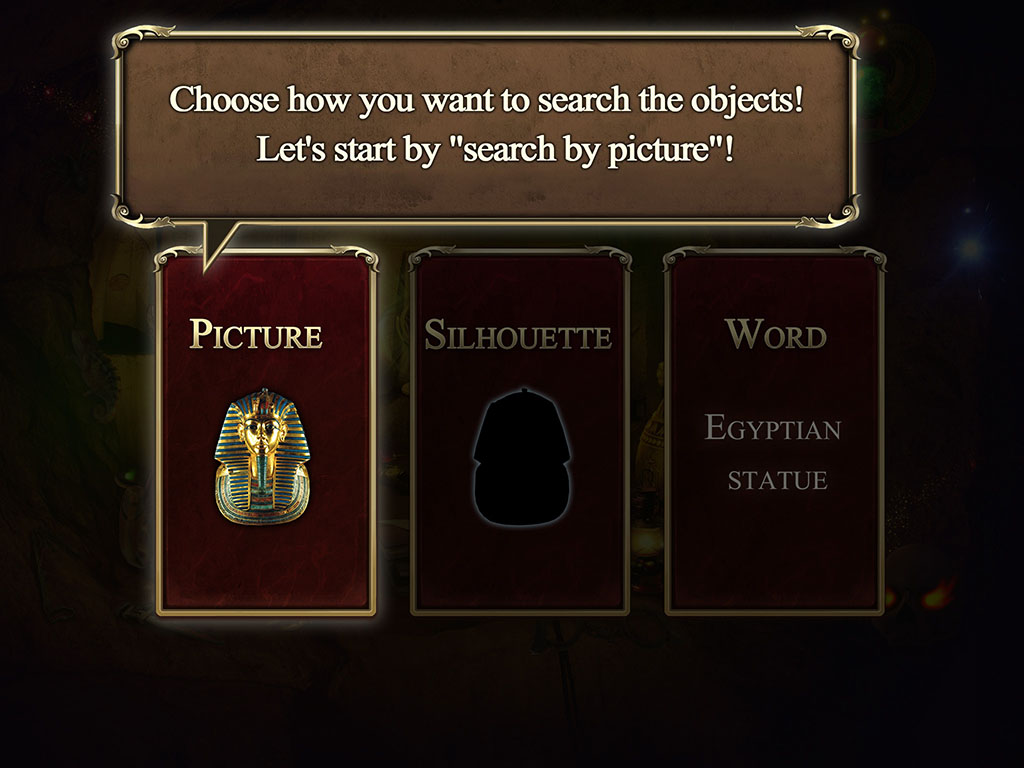 Choose how you want to search the objects!
Let's start by "search by picture"!
PICTURE
SILHOUETTE
WORD
EGYPTIAN
STATUE